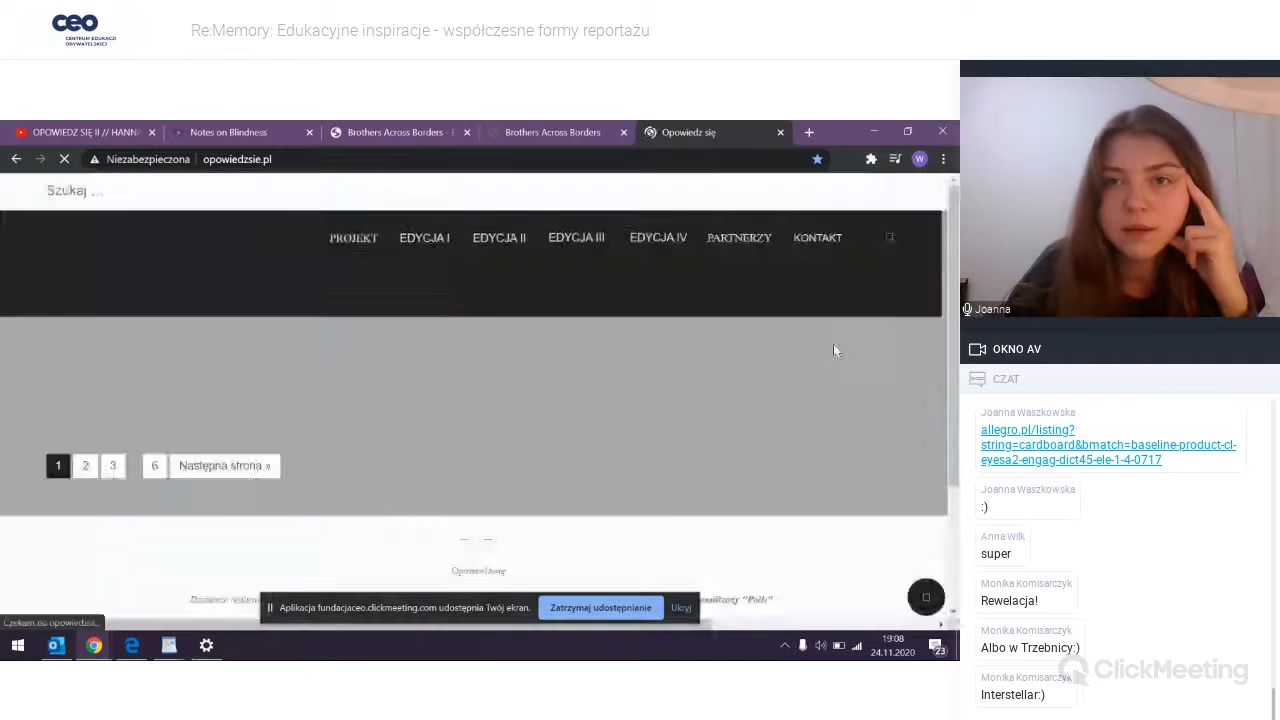 ceo
CENTRUM EDUKACJI
OBYWATELSKIEJ
Re:Memory: Edukacyjne inspiracje - współczesne formy reportażu
OPOWIEDZ SIĘ II // HANNA
Notes on Blindness
Brothers Across Borders - E
Brothers Across Borders
Opowiedz się
W
Niezabezpieczona
opowiedzsie.pl
Szukaj ...
PROJEKT
EDYCJA I
EDYCJA II
EDYCJA III
EDYCJA IV
PARTNERZY
KONTAKT
1
2
3
6
Następna strona »
Aplikacja fundacjaceo.clickmeeting.com udostępnia Twój ekran.
Zatrzymaj udostępnianie
Ukryj
19:08
24.11.2020
23
Joanna
OKNO AV
CZAT
Joanna Waszkowska
allegro.pl/listing?
string=cardboard&bmatch=baseline-product-cl-
eyesa2-engag-dict45-ele-1-4-0717
Joanna Waszkowska
:)
Anna Wilk
super
Monika Komisarczyk
Rewelacja!
Monika Komisarczyk
Albo w Trzebnicy:)
Monika Komisarczyk
Interstellar:)
ClickMeeting